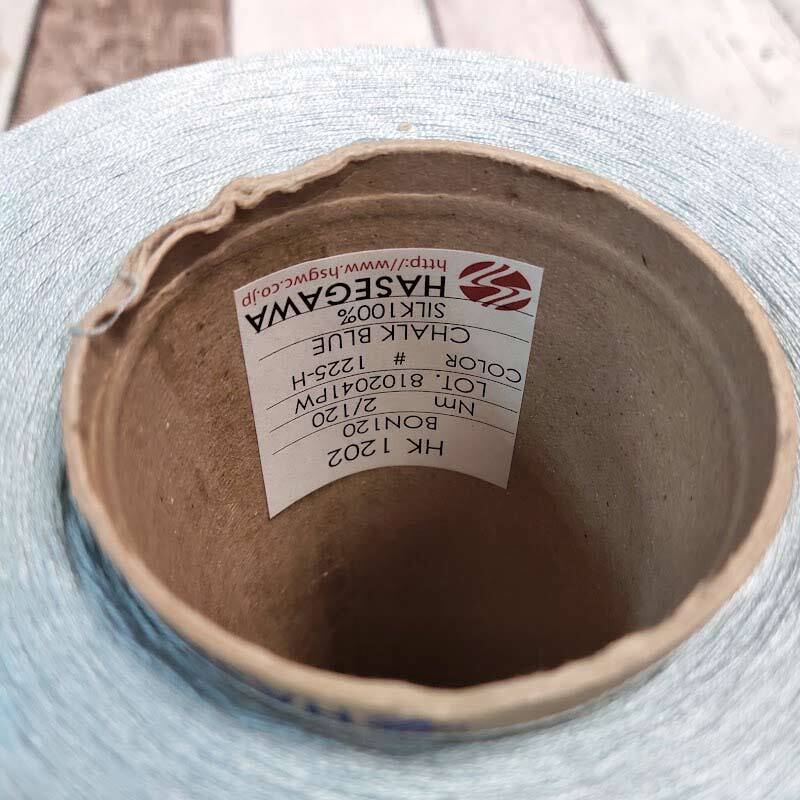 HK 1202
BON120
Nm 2/120
LOT. 8102041PW
COLOR # 1225-H
CHALK BLUE
SILK100%
HASEGAWA
http://www.hsgwc.co.jp